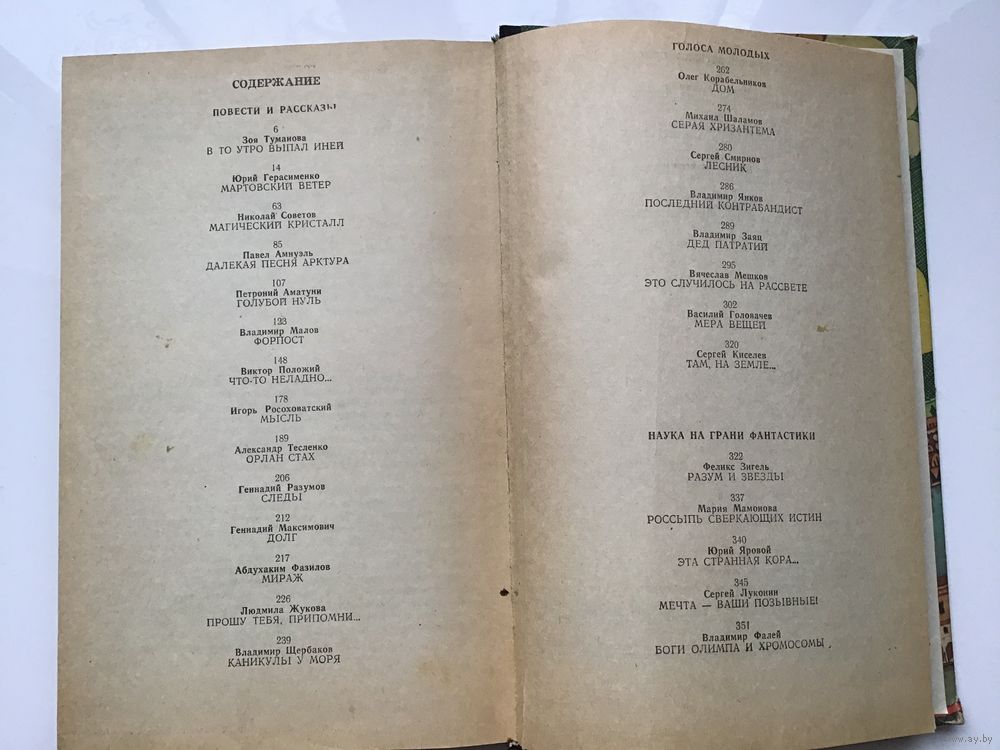 СОДЕРЖАНИЕ
ПОВЕСТИ И РАССКАЗЫ
6
Зоя Туманова
В ТО УТРО ВЫПАЛ ИНЕЙ
14
Юрий Герасименко
МАРТОВСКИЙ ВЕТЕР
63
Николай Советов
МАГИЧЕСКИЙ КРИСТАЛЛ
85
Павел Амнуэль
ДАЛЕКАЯ ПЕСНЯ АРКТУРА
107
Петроний Аматуни
ГОЛУБОЙ НУЛЬ
123
Владимир Малов
ФОРПОСТ
148
Виктор Положий
ЧТО-ТО НЕЛАДНО...
178
Игорь Росоховатский
МЫСЛЬ
189
Александр Тесленко
ОРЛАН СТАХ
206
Геннадий Разумов
СЛЕДЫ
212
Геннадий Максимович
ДОЛГ
217
Абдухаким Фазилов
МИРАЖ
226
Людмила Жукова
ПРОШУ ТЕБЯ, ПРИПОМНИ...
239
Владимир Щербаков
КАНИКУЛЫ У МОРЯ
ГОЛОСА МОЛОДЫХ
262
Олег Корабельников
ДОМ
274
Михаил Шаламов
СЕРАЯ ХРИЗАНТЕМА
280
Сергей Смирнов
ЛЕСНИК
286
Владимир Янков
ПОСЛЕДНИЙ КОНТРАБАНДИСТ
289
Владимир Заяц
ДЕД ПАТРАТИЙ
295
Вячеслав Мешков
ЭТО СЛУЧИЛОСЬ НА РАССВЕТЕ
302
Василий Головачев
МЕРА ВЕЩЕЙ
320
Сергей Киселев
ТАМ, НА ЗЕМЛЕ...
НАУКА НА ГРАНИ ФАНТАСТИКИ
322
Феликс Зигель
РАЗУМ И ЗВЕЗДЫ
337
Мария Мамонова
РОССЫПЬ СВЕРКАЮЩИХ ИСТИН
340
Юрий Яровой
ЭТА СТРАННАЯ КОРА...
345
Сергей Луконин
МЕЧТА — ВАШИ ПОЗЫВНЫЕ!
351
Владимир Фалей
БОГИ ОЛИМПА И ХРОМОСОМЫ
www.ay.by